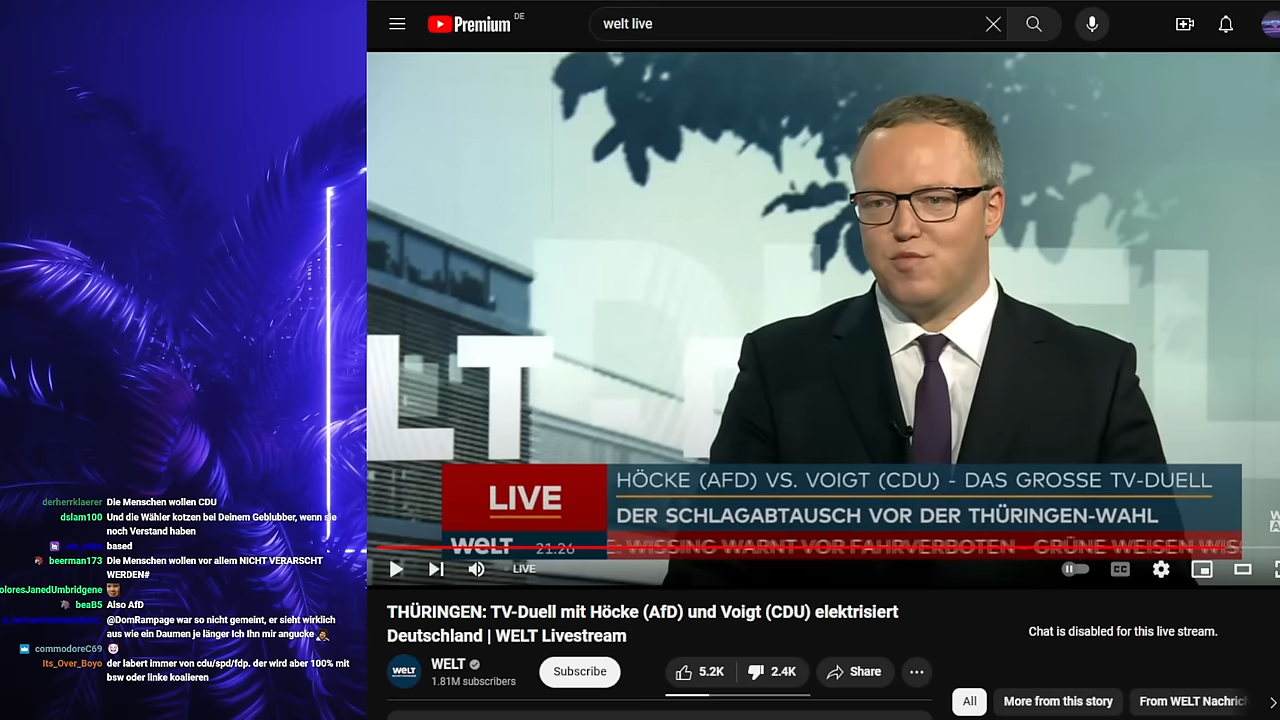 Premium DE
welt live
LT
LIVE
HÖCKE (AFD) VS. VOIGT (CDU) - DAS GROSSE TV-DUELL
DER SCHLAGABTAUSCH VOR DER THÜRINGEN-WAHL
WELT 21:26 E: WISSING WARNT VOR FAHRVERBOTEN GRÜNE WEISEN WIS
LIVE
CC
derherrklaerer Die Menschen wollen CDU
dslam100 Und die Wähler kotzen bei Deinem Geblubber, wenn sie
noch Verstand haben
based
beerman173 Die Menschen wollen vor allem NICHT VERARSCHT
WERDEN#
oloresJanedUmbridgene
beaB5 Also AfD
@DomRampage war so nicht gemeint, er sieht wirklich
aus wie ein Daumen je länger Ich Ihn mir angucke
commodoreC69
Its_Over_Boyo der labert immer von cdu/spd/fdp. der wird aber 100% mit
bsw oder linke koalieren
THÜRINGEN: TV-Duell mit Höcke (AfD) und Voigt (CDU) elektrisiert
Deutschland | WELT Livestream
Chat is disabled for this live stream.
welt
WELT
1.81M subscribers
Subscribe
5.2K
2.4K
Share
All
More from this story
From WELT Nachric